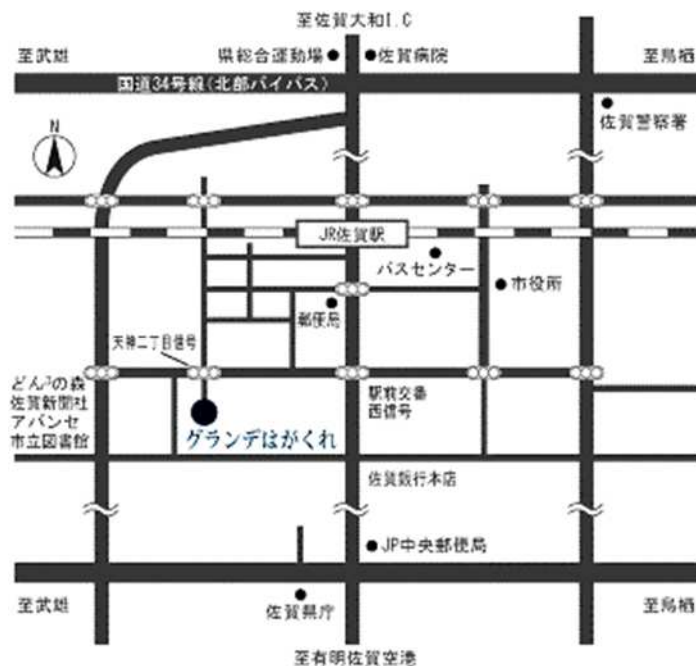 至佐賀大和I.C
至武雄
県総合運動場
佐賀病院
至鳥栖
国道34号線(北部バイパス)
佐賀警察署
N
JR佐賀駅
バスセンター
市役所
郵便局
天神二丁目信号
どん3の森
佐賀新聞社
アバンセ
市立図書館
駅前交番
西信号
グランデはがくれ
佐賀銀行本店
JP中央郵便局
至武雄
佐賀県庁
至鳥栖
至有明佐賀空港